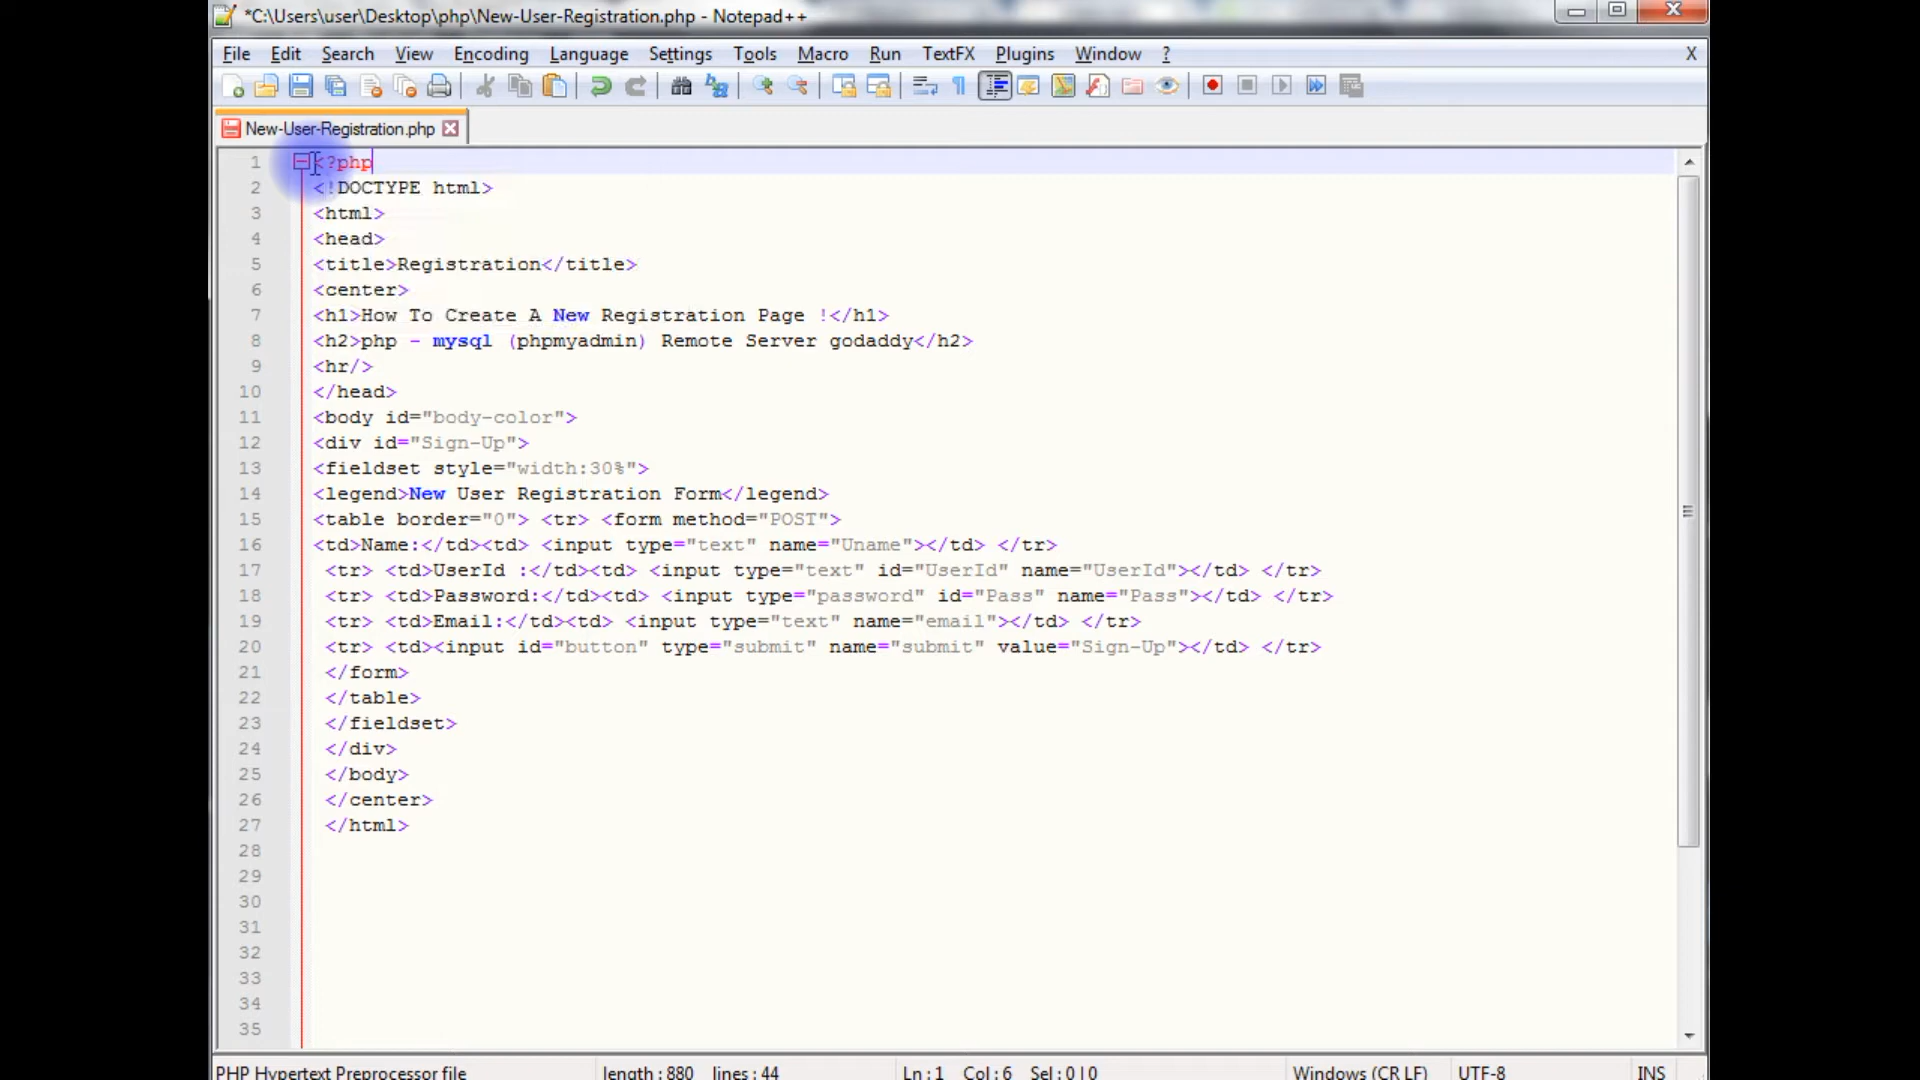 *C:\Users\user\Desktop\php\New-User-Registration.php - Notepad++
File Edit Search View Encoding Language Settings Tools Macro Run TextFX Plugins Window ? X
New-User-Registration.php
1 <?php
2 <!DOCTYPE html>
3 <html>
4 <head>
5 <title>Registration</title>
6 <center>
7 <h1>How To Create A New Registration Page !</h1>
8 <h2>php - mysql (phpmyadmin) Remote Server godaddy</h2>
9 <hr/>
10 </head>
11 <body id="body-color">
12 <div id="Sign-Up">
13 <fieldset style="width:30%">
14 <legend>New User Registration Form</legend>
15 <table border="0"> <tr> <form method="POST">
16 <td>Name:</td><td> <input type="text" name="Uname"></td> </tr>
17 <tr> <td>UserId :</td><td> <input type="text" id="UserId" name="UserId"></td> </tr>
18 <tr> <td>Password:</td><td> <input type="password" id="Pass" name="Pass"></td> </tr>
19 <tr> <td>Email:</td><td> <input type="text" name="email"></td> </tr>
20 <tr> <td><input id="button" type="submit" name="submit" value="Sign-Up"></td> </tr>
21 </form>
22 </table>
23 </fieldset>
24 </div>
25 </body>
26 </center>
27 </html>
28
29
30
31
32
33
34
35
PHP Hypertext Preprocessor file length : 880 lines : 44 Ln : 1 Col : 6 Sel : 0 | 0 Windows (CR LF) UTF-8 INS